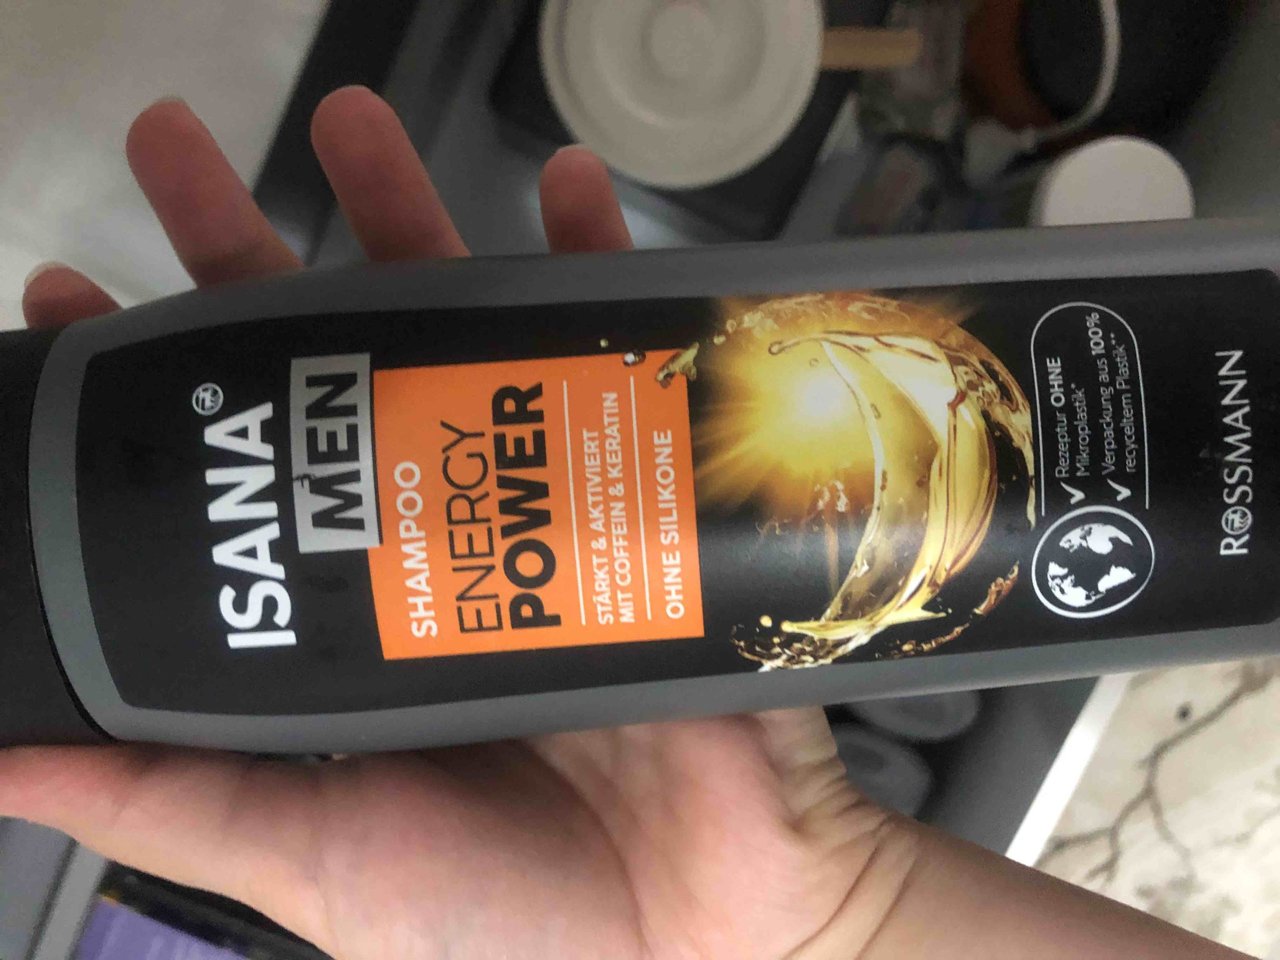 ISANA
MEN
SHAMPOO
ENERGY
POWER
STÄRKT & AKTIVIERT
MIT COFFEIN & KERATIN
OHNE SILIKONE
Rezeptur OHNE
Mikroplastik*
Verpackung aus 100%
recyceltem Plastik**
ROSSMANN